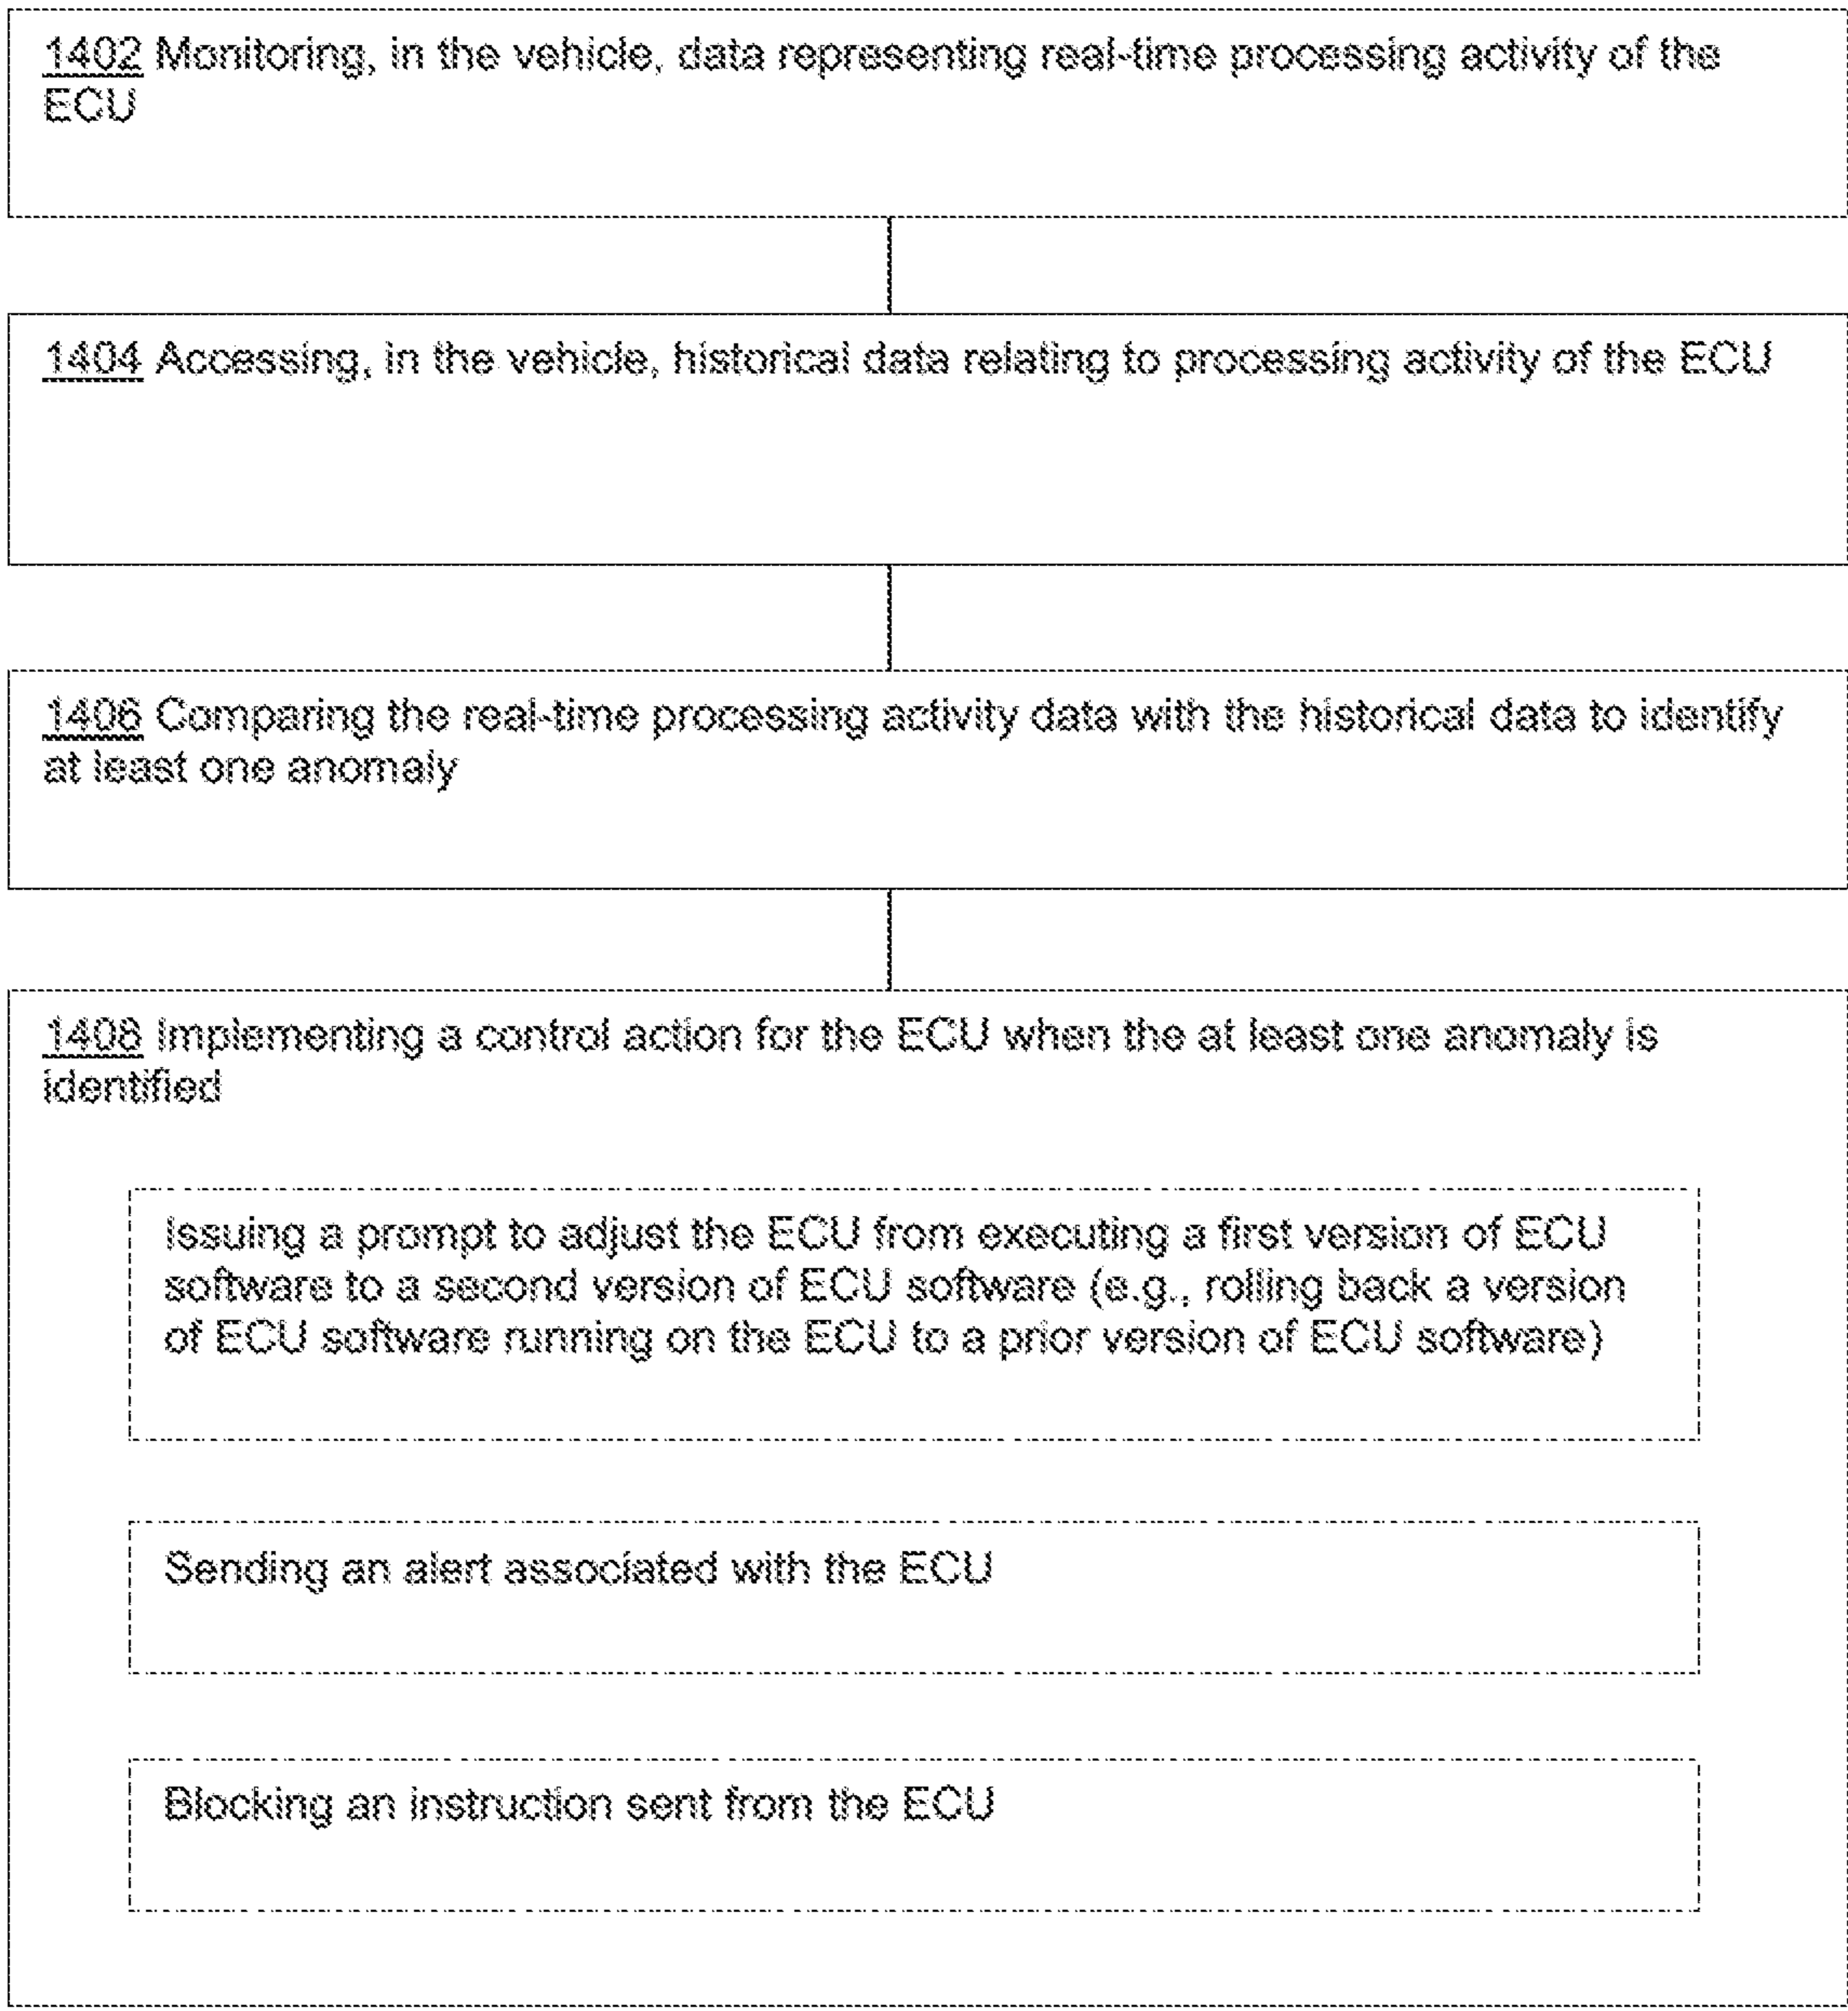 1402 Monitoring, in the vehicle, data representing real-time processing activity of the
ECU
1404 Accessing, in the vehicle, historical data relating to processing activity of the ECU
1406 Comparing the real-time processing activity data with the historical data to identify
at least one anomaly
1408 Implementing a control action for the ECU when the at least one anomaly is
identified
Issuing a prompt to adjust the ECU from executing a first version of ECU
software to a second version of ECU software (e.g., rolling back a version
of ECU software running on the ECU to a prior version of ECU software)
Sending an alert associated with the ECU
Blocking an instruction sent from the ECU